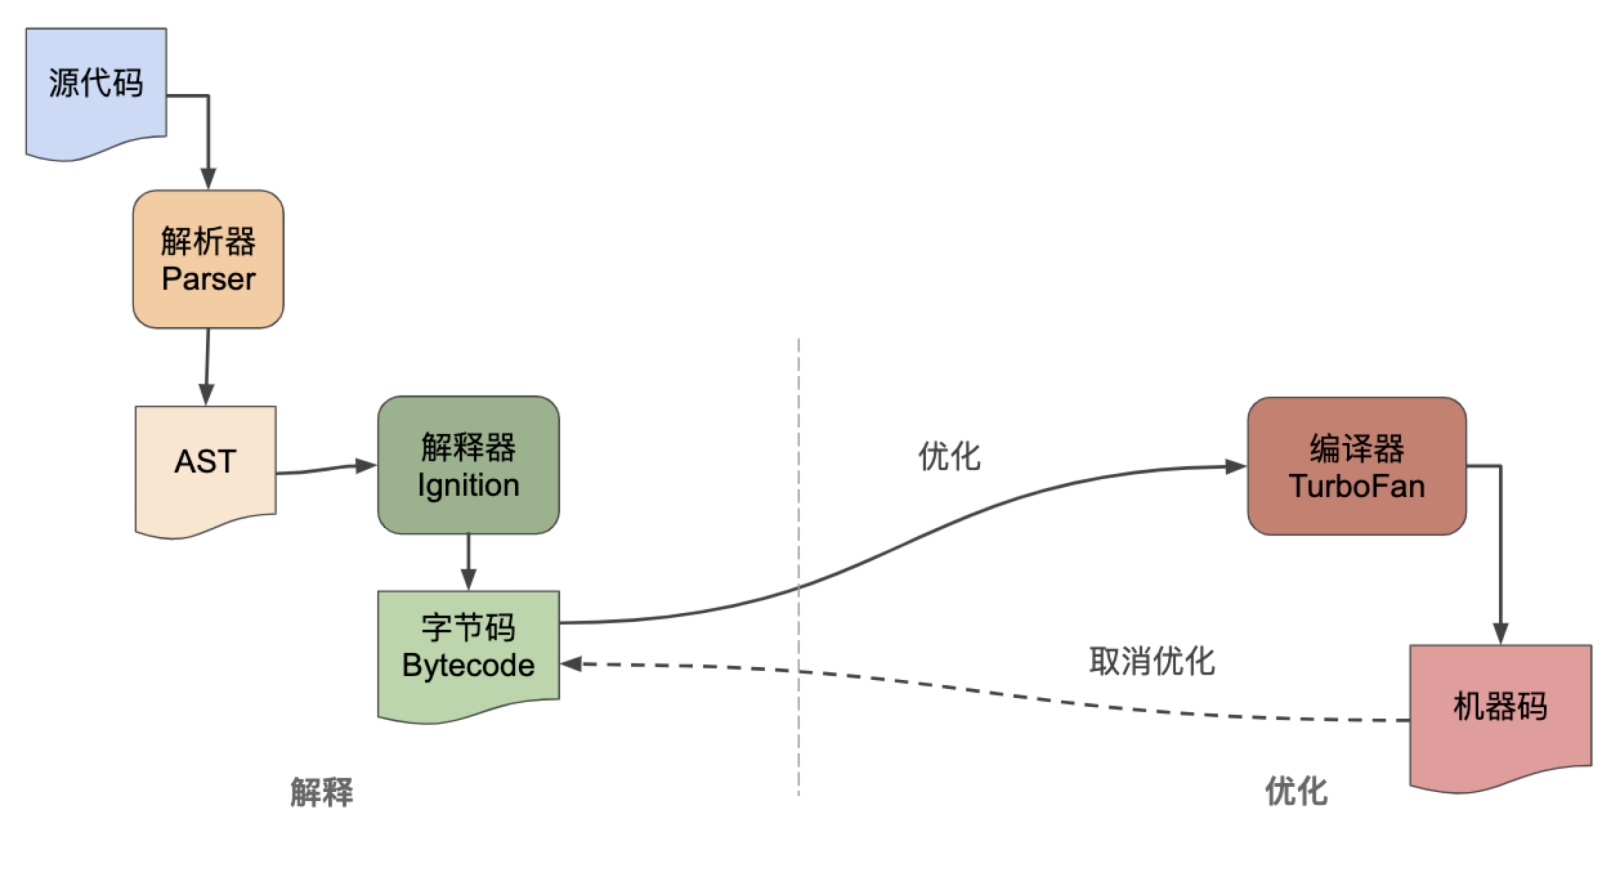 源代码
解析器
Parser
AST
解释器
Ignition
字节码
Bytecode
优化
编译器
TurboFan
取消优化
机器码
解释
优化